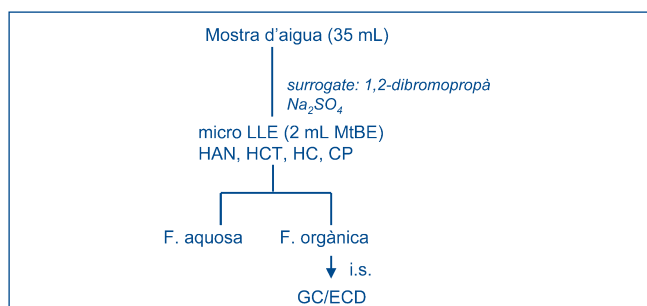 Mostra d'aigua (35 mL)
surrogate: 1,2-dibromopropà
Na₂SO₄
micro LLE (2 mL MtBE)
HAN, HCT, HC, CP
F. aquosa F. orgànica
i.s.
GC/ECD